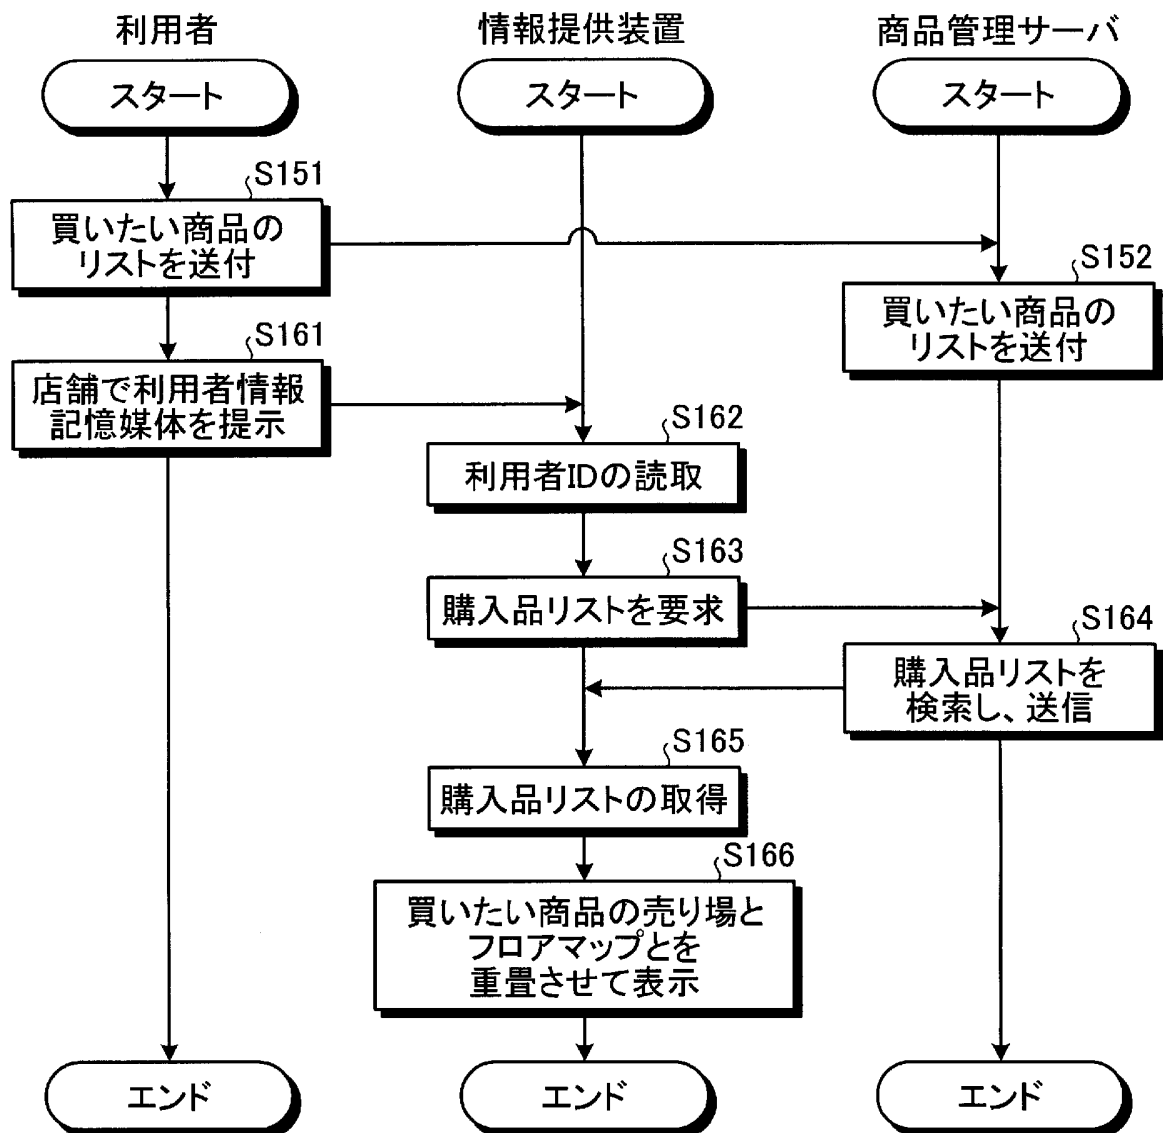 利用者
情報提供装置
商品管理サーバ
スタート
スタート
スタート
S151
買いたい商品の
リストを送付
S152
買いたい商品の
リストを送付
S161
店舗で利用者情報
記憶媒体を提示
S162
利用者IDの読取
S163
購入品リストを要求
S164
購入品リストを
検索し、送信
S165
購入品リストの取得
S166
買いたい商品の売り場と
フロアマップとを
重畳させて表示
エンド
エンド
エンド